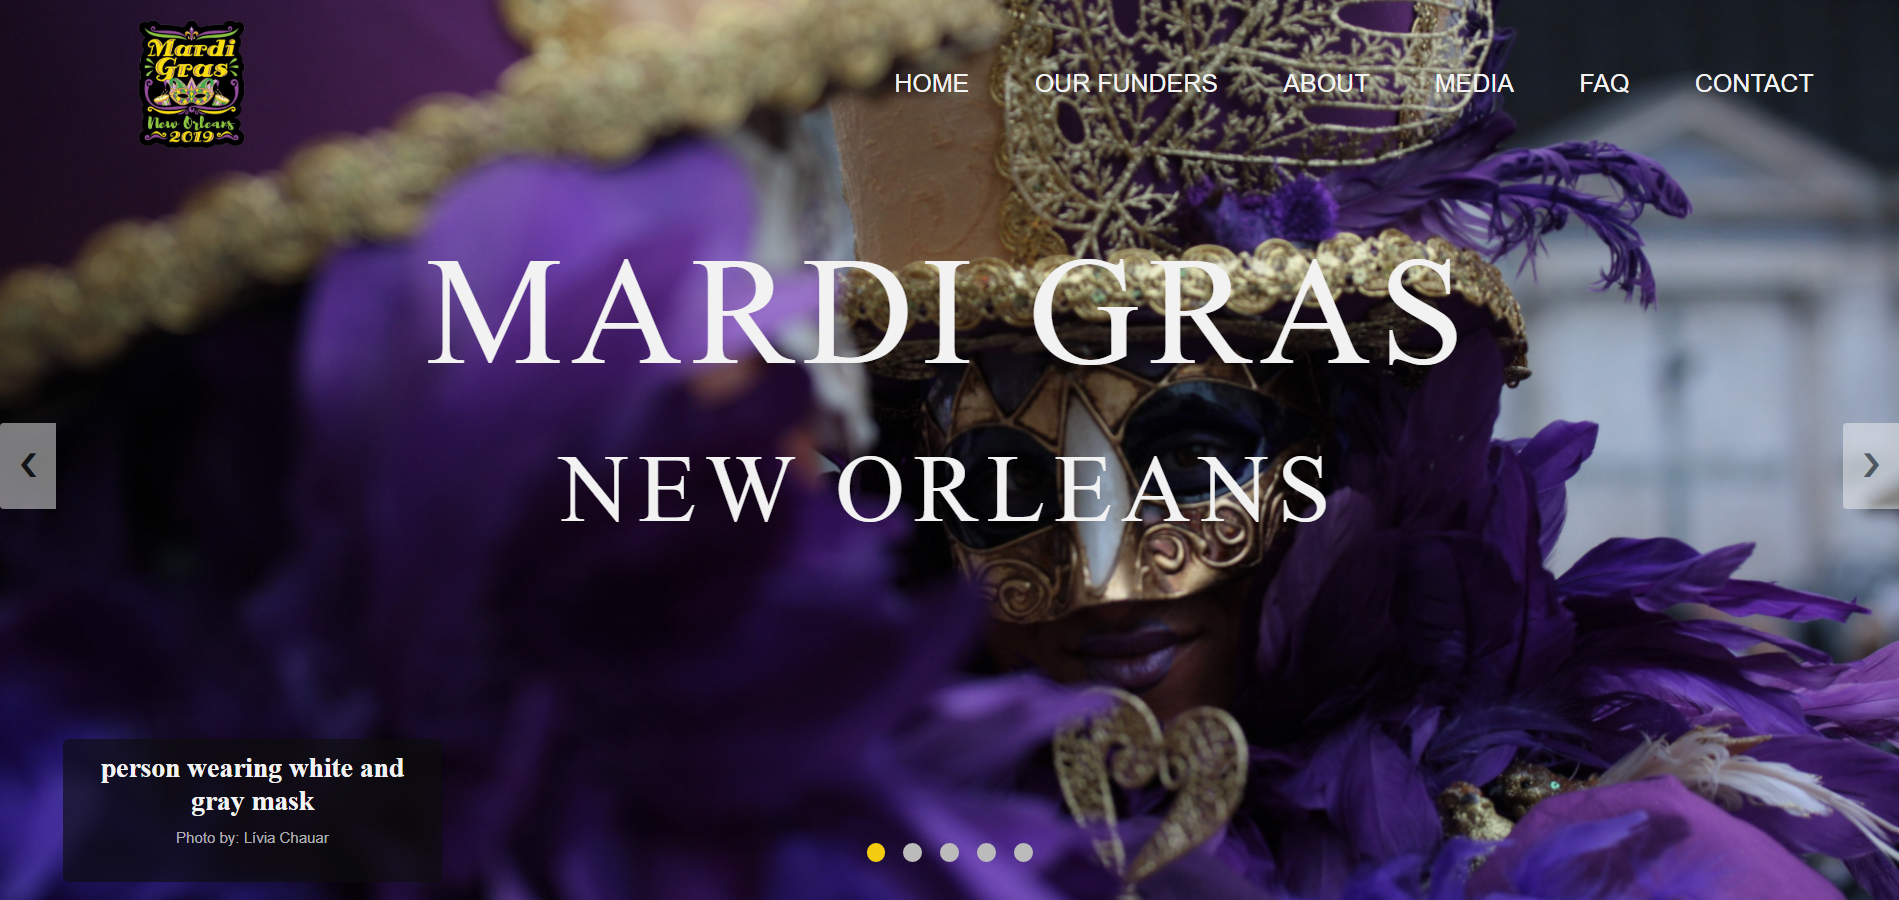 Mardi
Gras
New Orleans
2019
HOME OUR FUNDERS ABOUT MEDIA FAQ CONTACT
MARDI GRAS
NEW ORLEANS
❮
❯
person wearing white and
gray mask
Photo by: Lívia Chauar